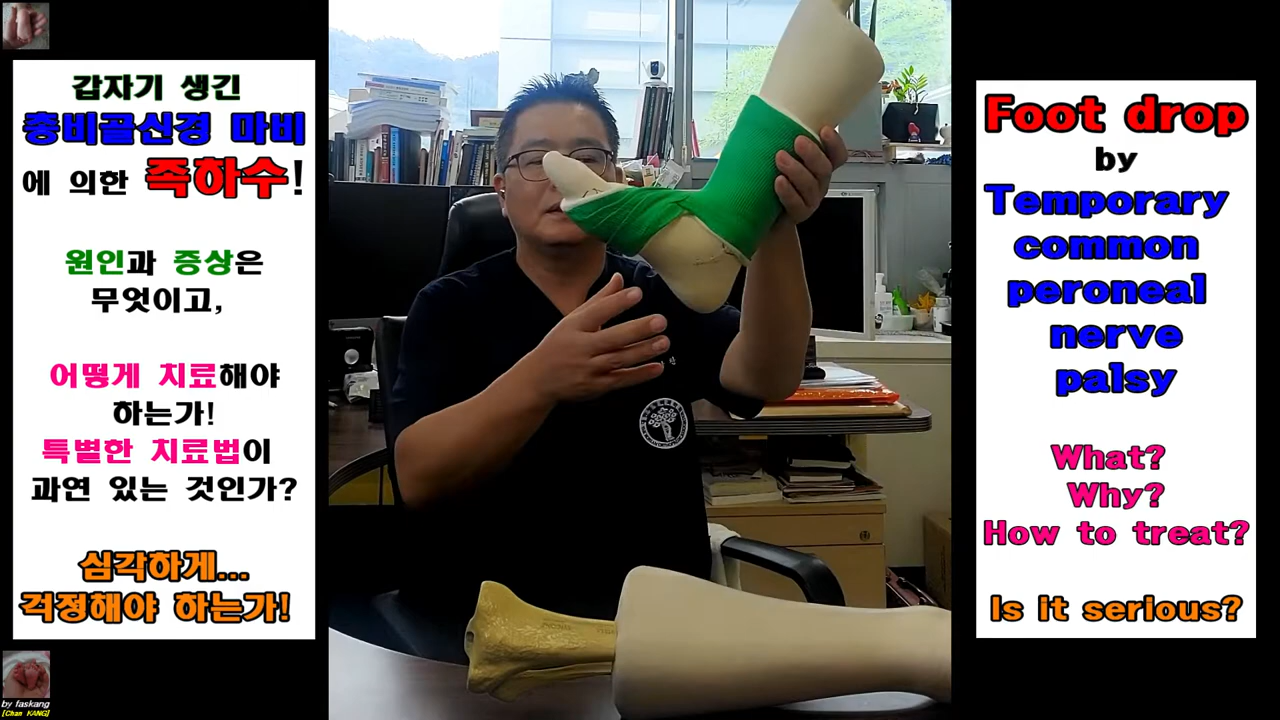 갑자기 생긴
총비골신경 마비
에 의한 족하수!
원인과 증상은
무엇이고,
어떻게 치료해야
하는가!
특별한 치료법이
과연 있는 것인가?
심각하게...
걱정해야 하는가!
by faskang
[Chan KANG]
Foot drop
by
Temporary
common
peroneal
nerve
palsy
What?
Why?
How to treat?
Is it serious?